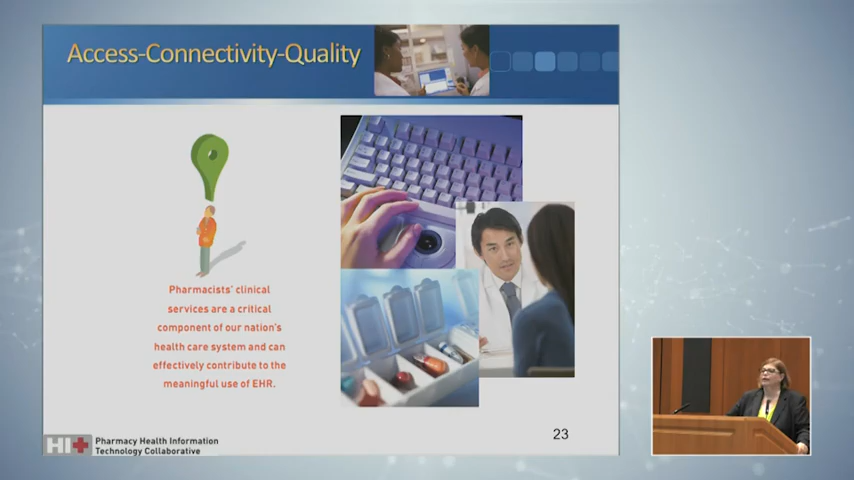 Access-Connectivity-Quality
Pharmacists' clinical
services are a critical
component of our nation's
health care system and can
effectively contribute to the
meaningful use of EHR.
HIT Pharmacy Health Information
Technology Collaborative
23